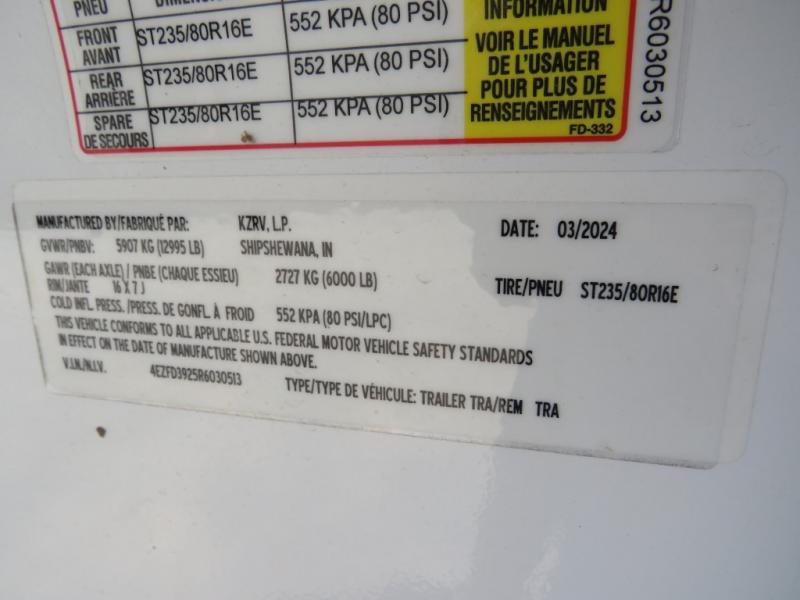 PNEU
552 KPA (80 PSI)
FRONT
AVANT
ST235/80R16E
REAR
ARRIÈRE
ST235/80R16E
552 KPA (80 PSI)
SPARE
DE SECOURS
ST235/80R16E
552 KPA (80 PSI)
INFORMATION
VOIR LE MANUEL
DE L'USAGER
POUR PLUS DE
RENSEIGNEMENTS
FD-332
R6030513
MANUFACTURED BY/FABRIQUÉ PAR: KZRV, L.P. DATE: 03/2024
GVWR/PNBV: 5907 KG (12995 LB) SHIPSHEWANA, IN
GAWR (EACH AXLE) / PNBE (CHAQUE ESSIEU) 2727 KG (6000 LB) TIRE/PNEU ST235/80R16E
RIM/JANTE 16 X 7 J
COLD INFL. PRESS./PRESS. DE GONFL À FROID 552 KPA (80 PSI/LPC)
THIS VEHICLE CONFORMS TO ALL APPLICABLE U.S. FEDERAL MOTOR VEHICLE SAFETY STANDARDS
IN EFFECT ON THE DATE OF MANUFACTURE SHOWN ABOVE.
V.I.N./N.I.V. 4EZFD3925R6030513 TYPE/TYPE DE VÉHICULE: TRAILER TRA/REM TRA